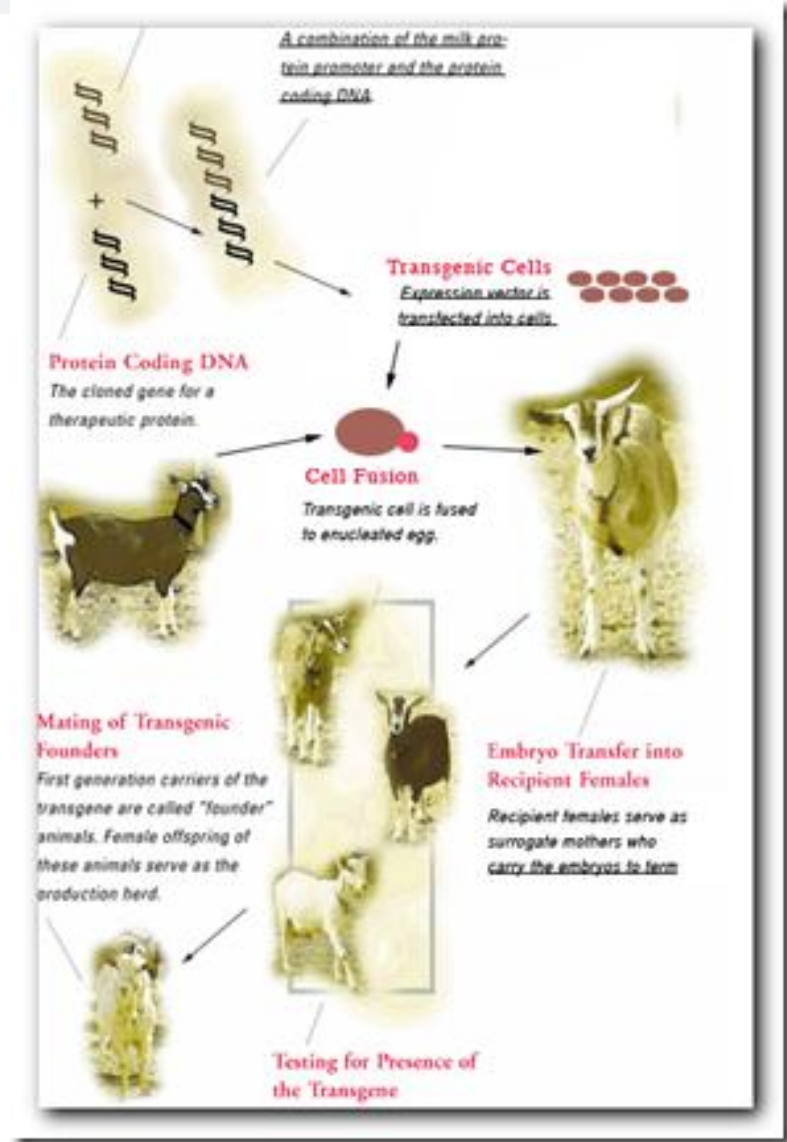 A combination of the milk pro-
tein promoter and the protein
coding DNA
+
Transgenic Cells
Expression vector is
transfected into cells
Protein Coding DNA
The cloned gene for a
therapeutic protein.
Cell Fusion
Transgenic cell is fused
to enucleated egg.
Mating of Transgenic
Founders
First generation carriers of the
transgene are called "founder"
animals. Female offspring of
these animals serve as the
production herd.
Embryo Transfer into
Recipient Females
Recipient females serve as
surrogate mothers who
carry the embryos to term
Testing for Presence of
the Transgene